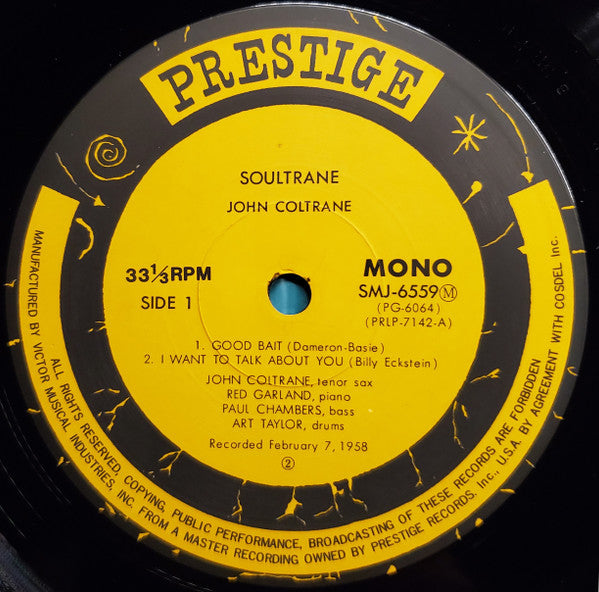 PRESTIGE
SOULTRANE
JOHN COLTRANE
33⅓RPM
SIDE 1
MONO
SMJ-6559Ⓜ
(PG-6064)
(PRLP-7142-A)
1. GOOD BAIT (Dameron-Basie)
2. I WANT TO TALK ABOUT YOU (Billy Eckstein)
JOHN COLTRANE, tenor sax
RED GARLAND, piano
PAUL CHAMBERS, bass
ART TAYLOR, drums
Recorded February 7, 1958
②
MANUFACTURED BY VICTOR MUSICAL INDUSTRIES, INC. FROM A MASTER RECORDING OWNED BY PRESTIGE RECORDS. Inc., U.S.A. BY AGREEMENT WITH COSDEL Inc.
ALL RIGHTS RESERVED, COPYING, PUBLIC PERFORMANCE, BROADCASTING OF THESE RECORDS ARE FORBIDDEN